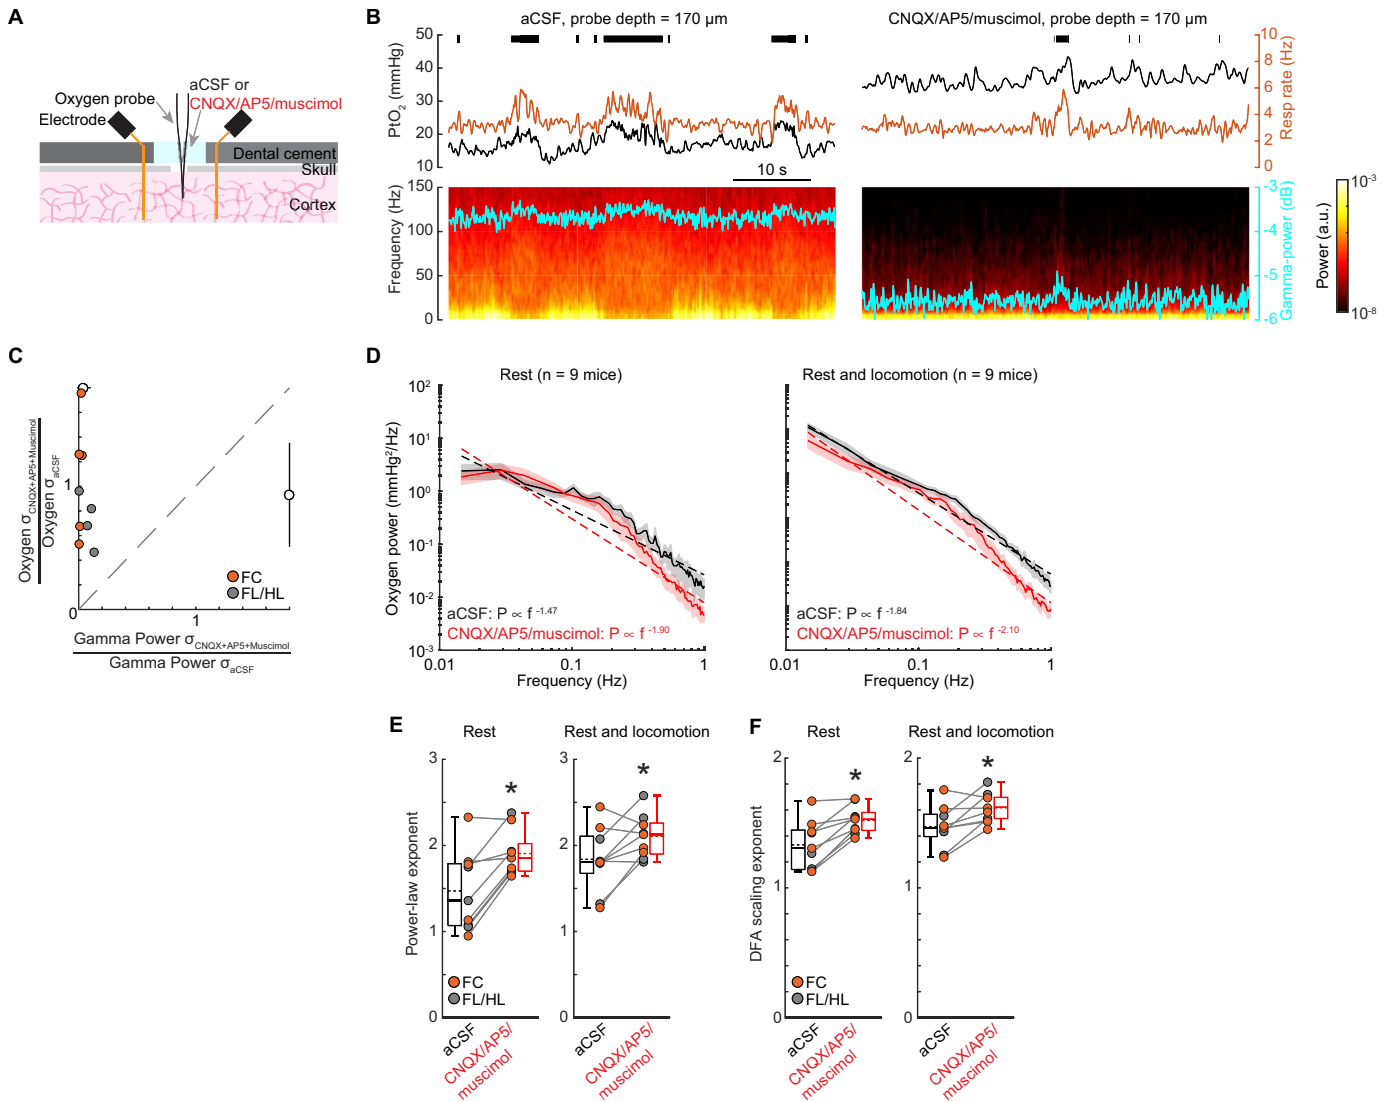 A
aCSF or
Oxygen probe
CNQX/AP5/muscimol
Electrode
Dental cement
Skull
Cortex
B
aCSF, probe depth = 170 μm
CNQX/AP5/muscimol, probe depth = 170 μm
50
40
30
20
10
PtO2 (mmHg)
10
8
6
4
2
0
Resp rate (Hz)
10 s
150
100
50
0
Frequency (Hz)
-3
-4
-5
-6
Gamma-power (dB)
10-3
10-8
Power (a.u.)
C
Oxygen σCNQX+AP5+Muscimol
Oxygen σaCSF
1
0
1
FC
FL/HL
Gamma Power σCNQX+AP5+Muscimol
Gamma Power σaCSF
D
Rest (n = 9 mice)
Rest and locomotion (n = 9 mice)
102
101
100
10-1
10-2
10-3
Oxygen power (mmHg2/Hz)
aCSF: P ∝ f -1.47
CNQX/AP5/muscimol: P ∝ f -1.90
aCSF: P ∝ f -1.84
CNQX/AP5/muscimol: P ∝ f -2.10
0.01
0.1
1
0.01
0.1
1
Frequency (Hz)
Frequency (Hz)
E
Rest
Rest and locomotion
3
2
1
0
Power-law exponent
*
FC
FL/HL
3
2
1
0
*
aCSF
CNQX/AP5/
muscimol
aCSF
CNQX/AP5/
muscimol
F
Rest
Rest and locomotion
2
1
0
DFA scaling exponent
*
FC
FL/HL
2
1
0
*
aCSF
CNQX/AP5/
muscimol
aCSF
CNQX/AP5/
muscimol